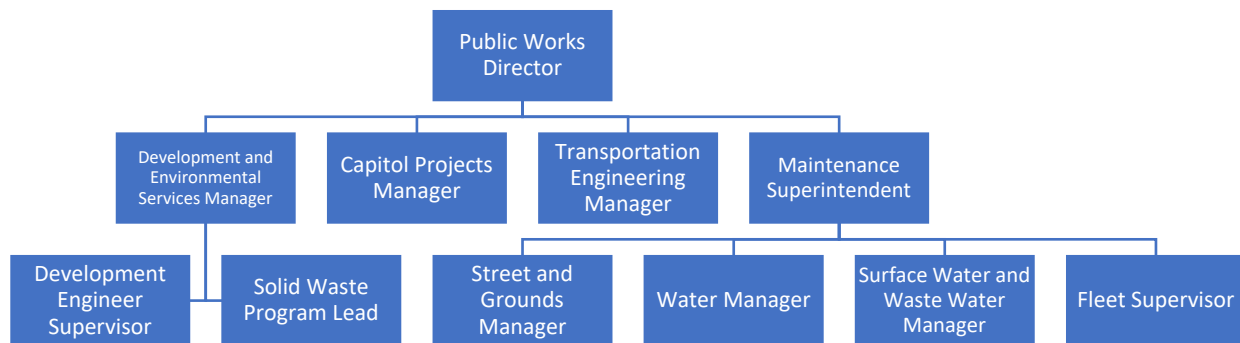 Public Works
Director
Development and
Environmental
Services Manager
Capitol Projects
Manager
Transportation
Engineering
Manager
Maintenance
Superintendent
Development
Engineer
Supervisor
Solid Waste
Program Lead
Street and
Grounds
Manager
Water Manager
Surface Water and
Waste Water
Manager
Fleet Supervisor